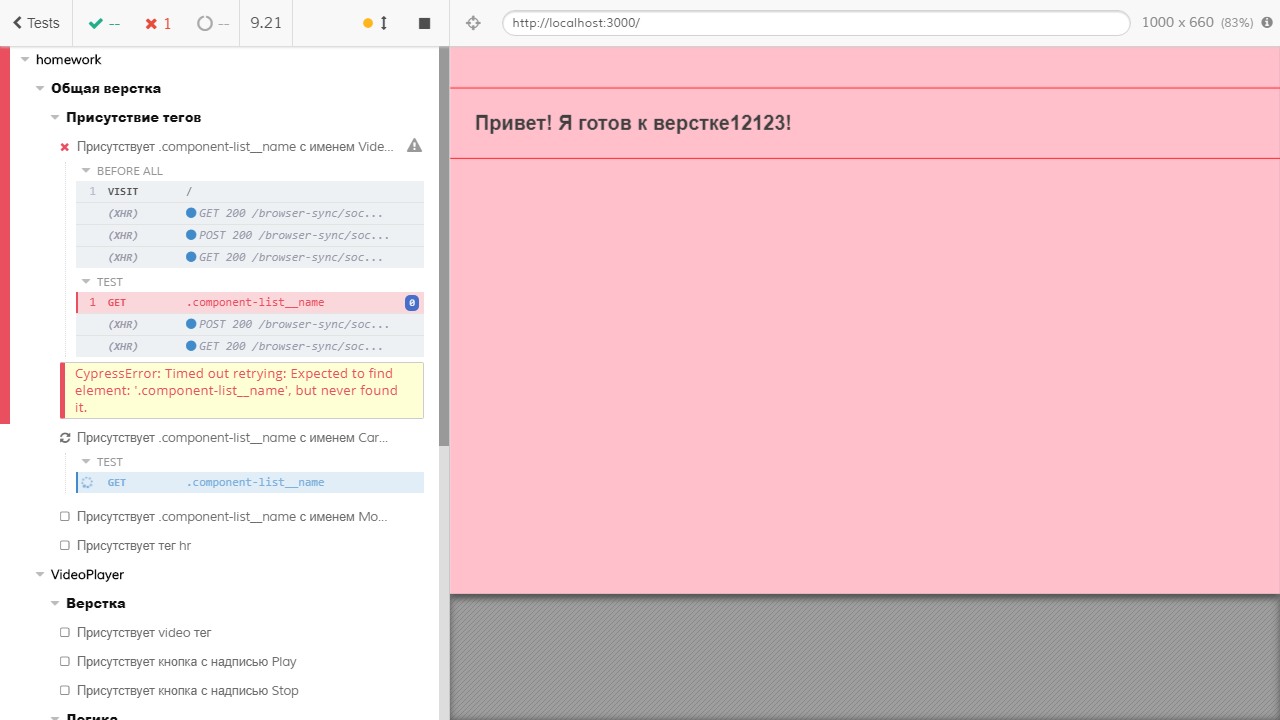 Tests
--
1
--
9.21
http://localhost:3000/
1000 x 660 (83%)
homework
Общая верстка
Присутствие тегов
Присутствует .component-list__name с именем Vide...
BEFORE ALL
1 VISIT /
(XHR) GET 200 /browser-sync/soc...
(XHR) POST 200 /browser-sync/soc...
(XHR) GET 200 /browser-sync/soc...
TEST
1 GET .component-list__name 0
(XHR) POST 200 /browser-sync/soc...
(XHR) GET 200 /browser-sync/soc...
CypressError: Timed out retrying: Expected to find
element: '.component-list__name', but never found
it.
Присутствует .component-list__name с именем Car...
TEST
GET .component-list__name
Присутствует .component-list__name с именем Mo...
Присутствует тег hr
VideoPlayer
Верстка
Присутствует video тег
Присутствует кнопка с надписью Play
Присутствует кнопка с надписью Stop
Логика
Привет! Я готов к верстке12123!